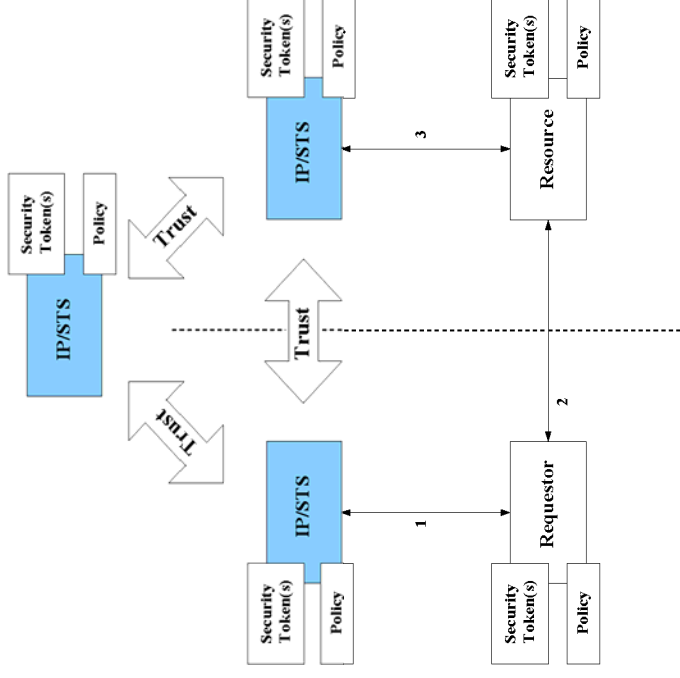 Security
Token(s)
IP/STS
Policy
Trust
Trust
Security
Token(s)
IP/STS
Policy
Trust
IP/STS
Security
Token(s)
Policy
1
3
Security
Token(s)
Requestor
Policy
2
Resource
Security
Token(s)
Policy